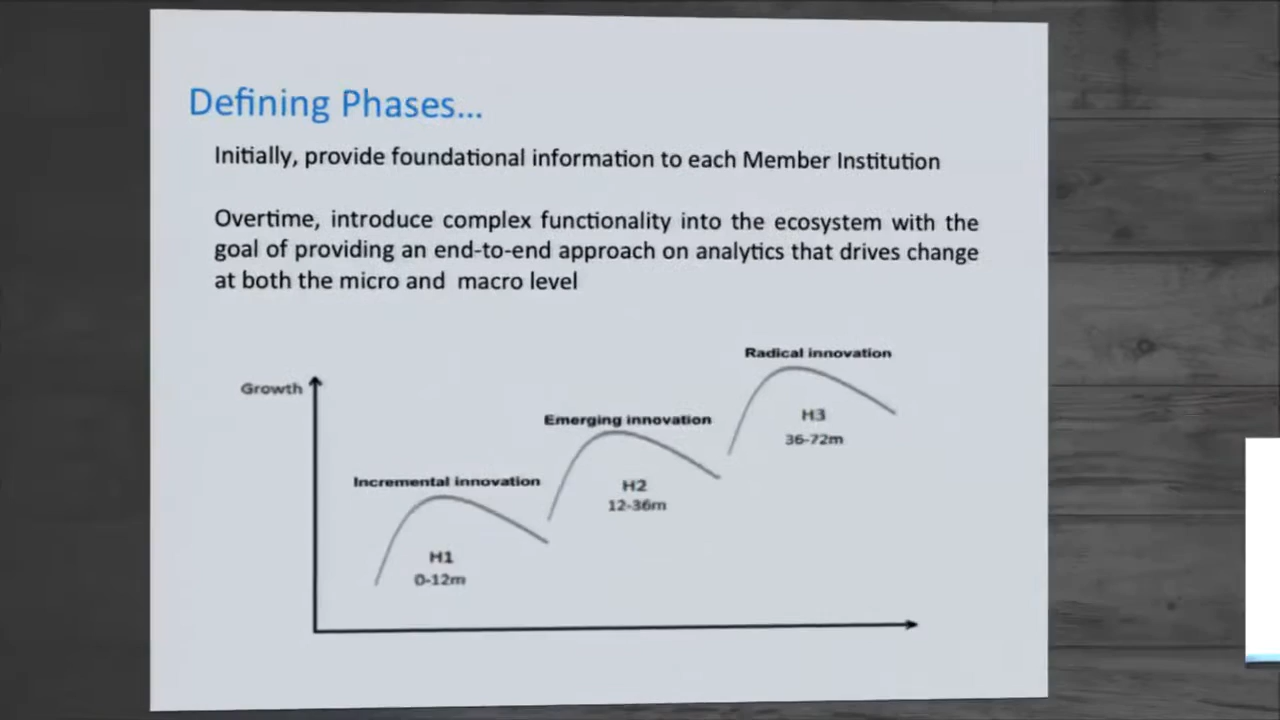 Defining Phases...
Initially, provide foundational information to each Member Institution
Overtime, introduce complex functionality into the ecosystem with the
goal of providing an end-to-end approach on analytics that drives change
at both the micro and  macro level
Radical innovation
Growth
H3
Emerging innovation
36-72m
Incremental innovation
H2
12-36m
H1
0-12m